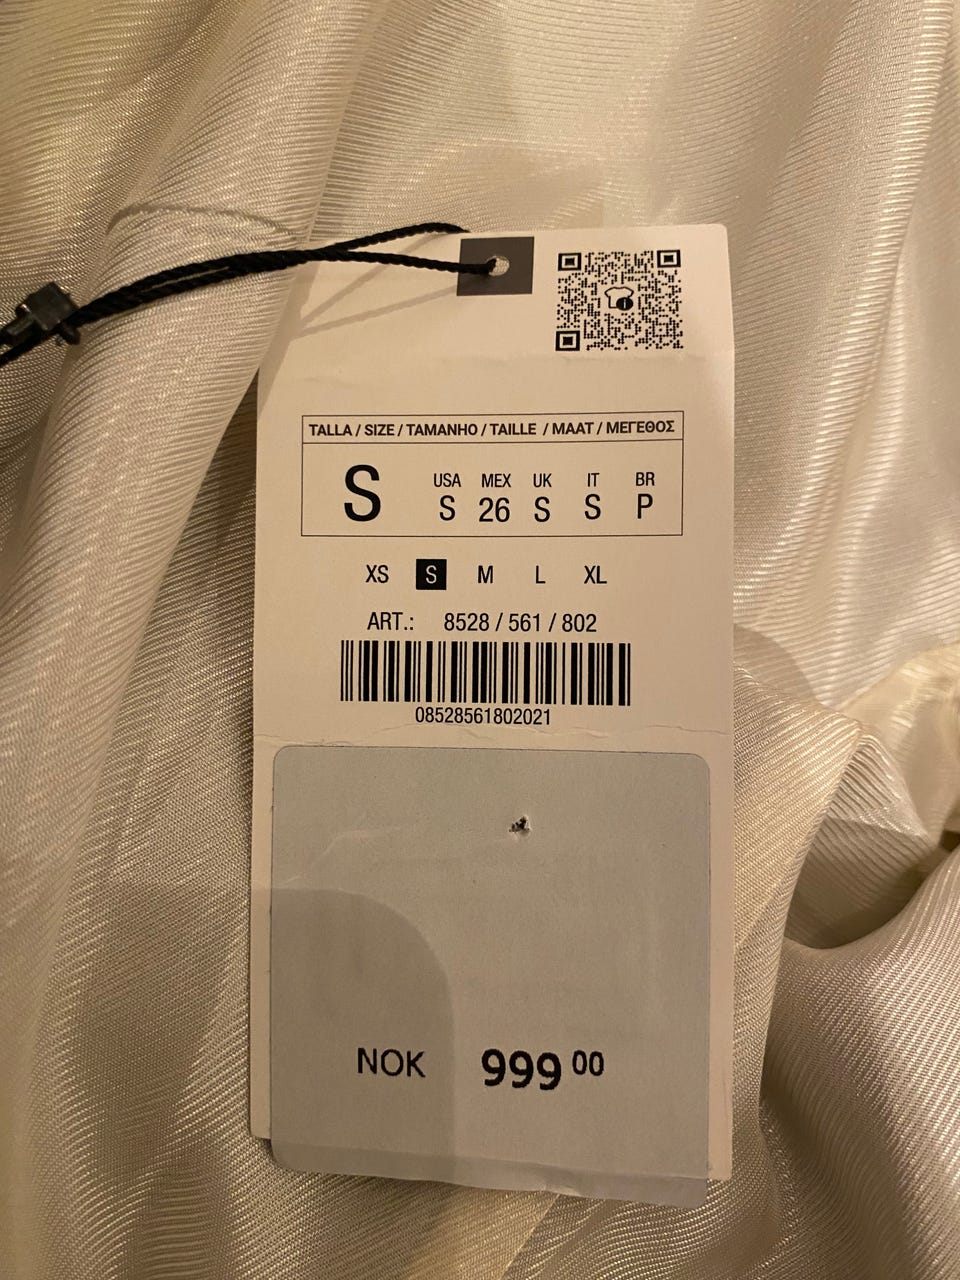 TALLA / SIZE / TAMANHO / TAILLE / MAAT / ΜΕΓΕΘΟΣ
USA MEX UK IT BR
S S 26 S S P
XS S M L XL
ART.: 8528 / 561 / 802
08528561802021
NOK 999 00